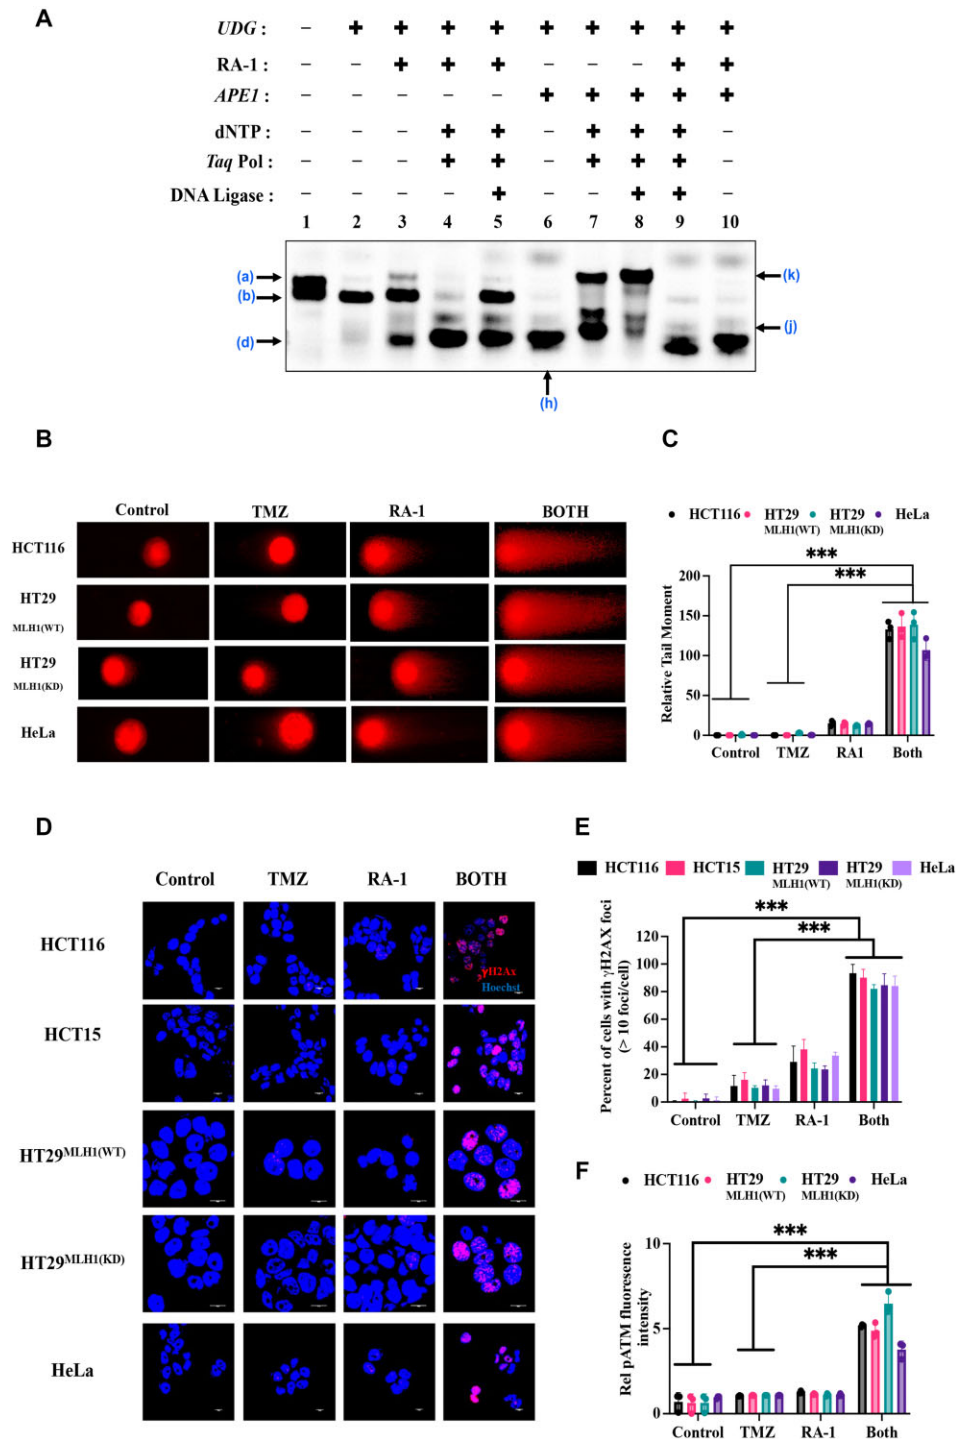 A
UDG : – + + + + + + + + +
RA-1 : – – + + + – – – + +
APE1 : – – – – – + + + + +
dNTP : – – – + + – + + + –
Taq Pol : – – – + + – + + + –
DNA Ligase : – – – – + – – + + –
1 2 3 4 5 6 7 8 9 10
(a) (k)
(b)
(j)
(d)
(h)
B
Control TMZ RA-1 BOTH
HCT116
HT29
MLH1(WT)
HT29
MLH1(KD)
HeLa
C
HCT116 HT29 HT29 HeLa
MLH1(WT) MLH1(KD)
***
***
Relative Tail Moment
200
150
100
50
0
Control TMZ RA1 Both
D
Control TMZ RA-1 BOTH
HCT116
γH2Ax
Hoechst
HCT15
HT29MLH1(WT)
HT29MLH1(KD)
HeLa
E
HCT116 HCT15 HT29 HT29 HeLa
MLH1(WT) MLH1(KD)
***
***
Percent of cells with γH2AX foci
(> 10 foci/cell)
120
100
80
60
40
20
0
Control TMZ RA-1 Both
F
HCT116 HT29 HT29 HeLa
MLH1(WT) MLH1(KD)
***
***
Rel pATM fluoresence
intensity
10
5
0
Control TMZ RA-1 Both